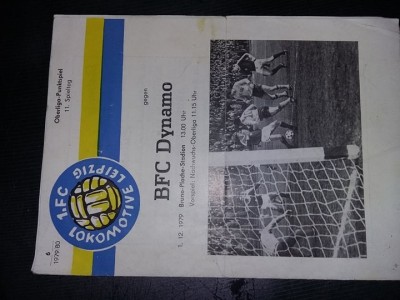 Oberliga-Punktspiel
11. Spieltag
1. FC
LOKOMOTIVE LEIPZIG
6
1979/80
gegen
BFC Dynamo
1. 12. 1979 Bruno-Plache-Stadion 13.00 Uhr
Vorspiel: Nachwuchs-Oberliga 11.15 Uhr